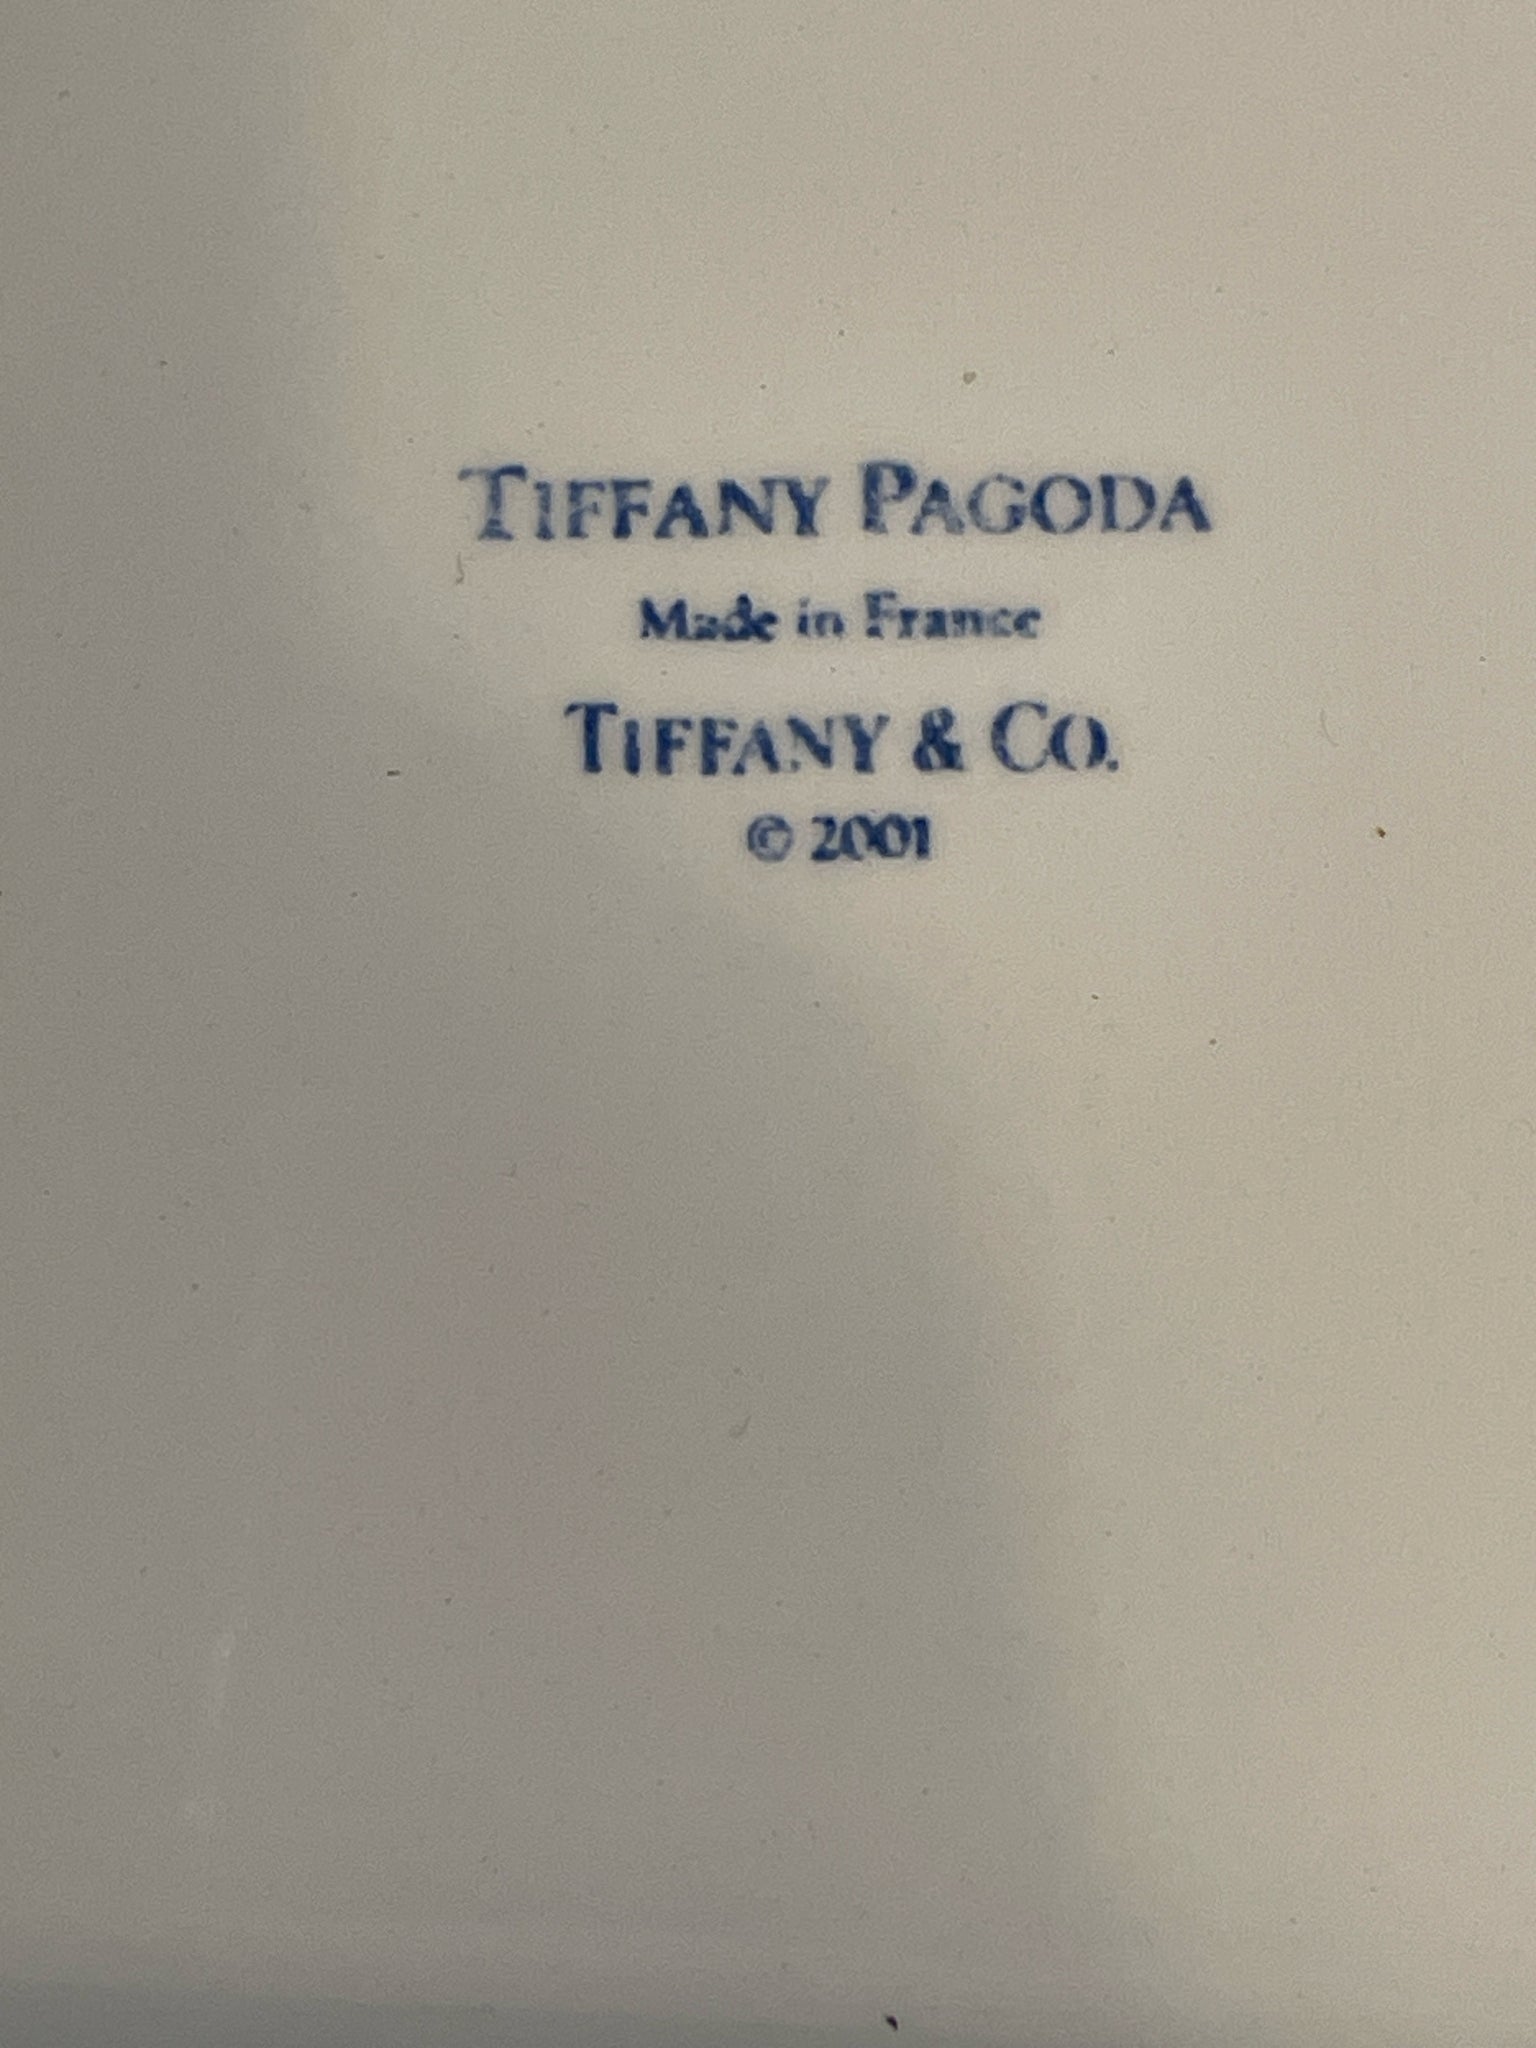 TIFFANY PAGODA
Made in France
TIFFANY & CO.
© 2001